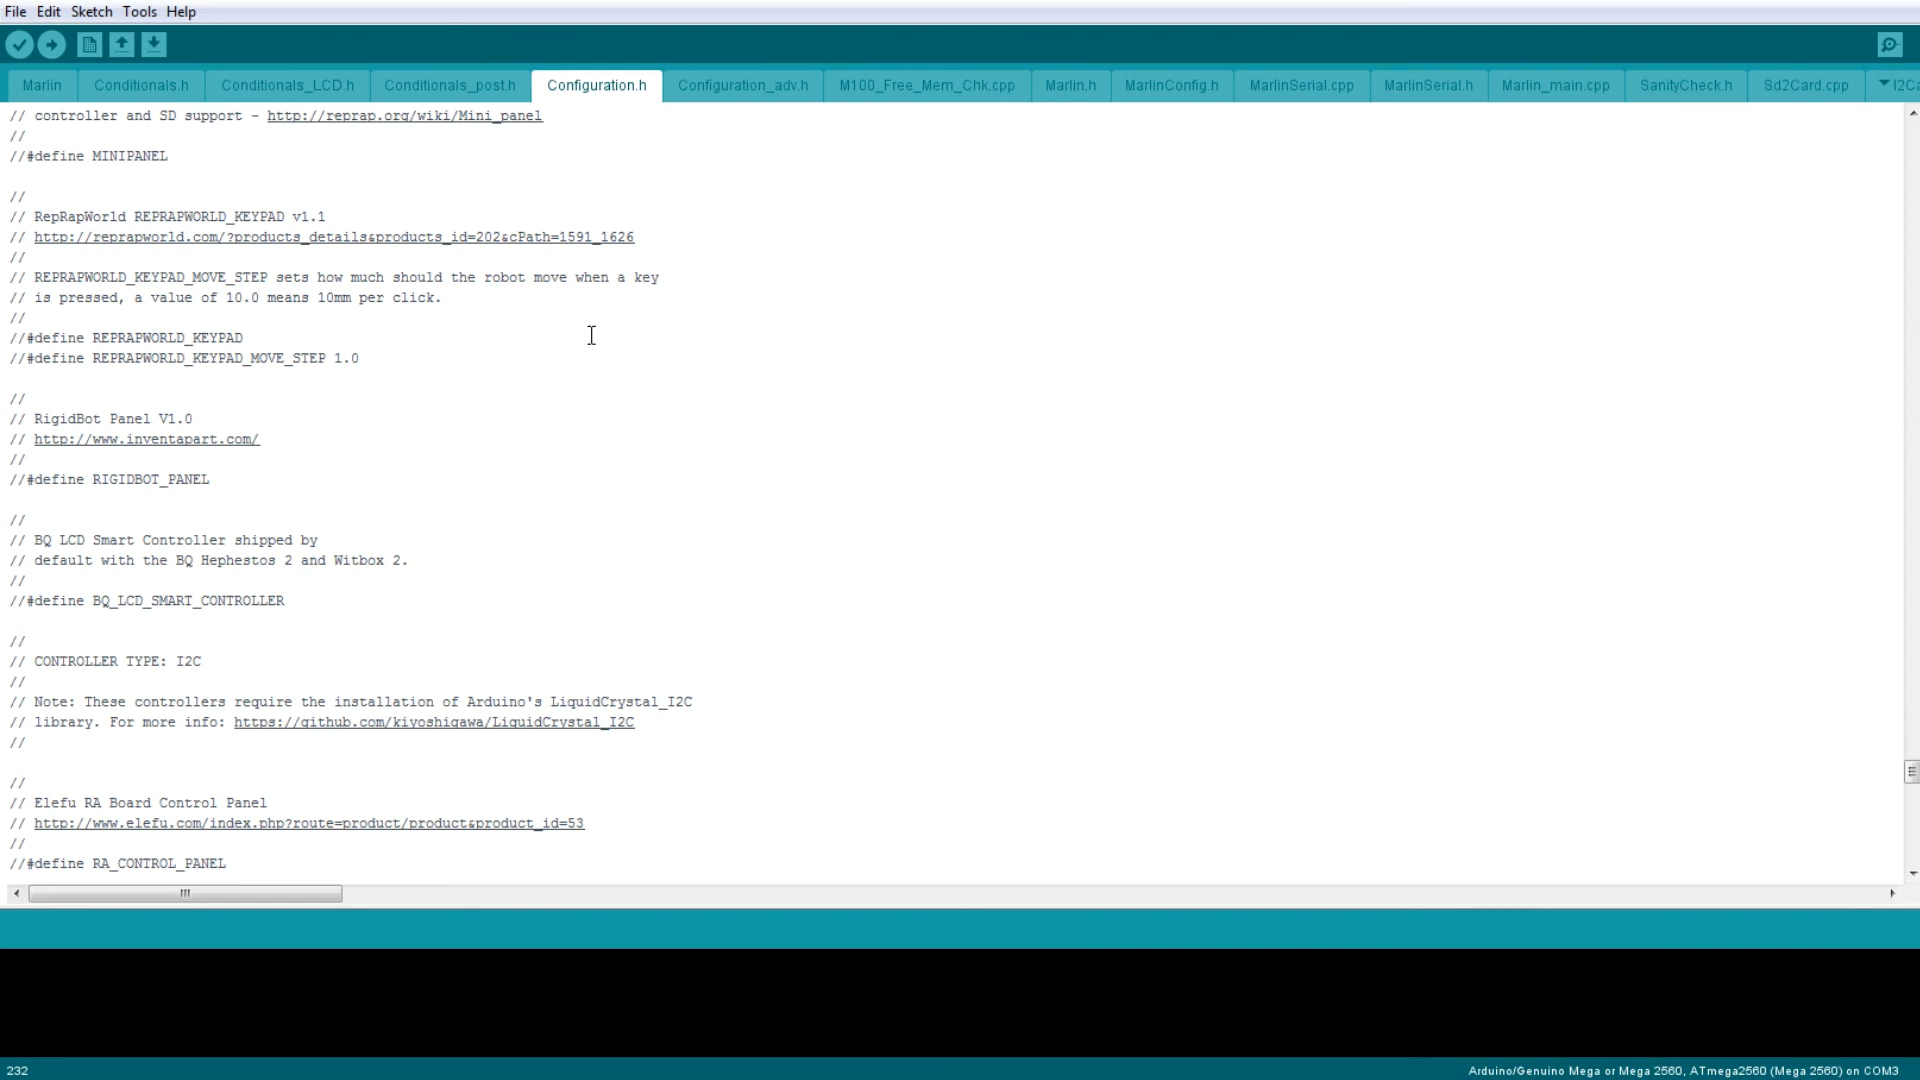 File Edit Sketch Tools Help
Marlin Conditionals.h Conditionals_LCD.h Conditionals_post.h Configuration.h Configuration_adv.h M100_Free_Mem_Chk.cpp Marlin.h MarlinConfig.h MarlinSerial.cpp MarlinSerial.h Marlin_main.cpp SanityCheck.h Sd2Card.cpp I2Ca
// controller and SD support - http://reprap.org/wiki/Mini_panel
//
//#define MINIPANEL
//
// RepRapWorld REPRAPWORLD_KEYPAD v1.1
// http://reprapworld.com/?products_details&products_id=202&cPath=1591_1626
//
// REPRAPWORLD_KEYPAD_MOVE_STEP sets how much should the robot move when a key
// is pressed, a value of 10.0 means 10mm per click.
//
//#define REPRAPWORLD_KEYPAD
//#define REPRAPWORLD_KEYPAD_MOVE_STEP 1.0
//
// RigidBot Panel V1.0
// http://www.inventapart.com/
//
//#define RIGIDBOT_PANEL
//
// BQ LCD Smart Controller shipped by
// default with the BQ Hephestos 2 and Witbox 2.
//
//#define BQ_LCD_SMART_CONTROLLER
//
// CONTROLLER TYPE: I2C
//
// Note: These controllers require the installation of Arduino's LiquidCrystal_I2C
// library. For more info: https://github.com/kiyoshigawa/LiquidCrystal_I2C
//
//
// Elefu RA Board Control Panel
// http://www.elefu.com/index.php?route=product/product&product_id=53
//
//#define RA_CONTROL_PANEL
232
Arduino/Genuino Mega or Mega 2560, ATmega2560 (Mega 2560) on COM3